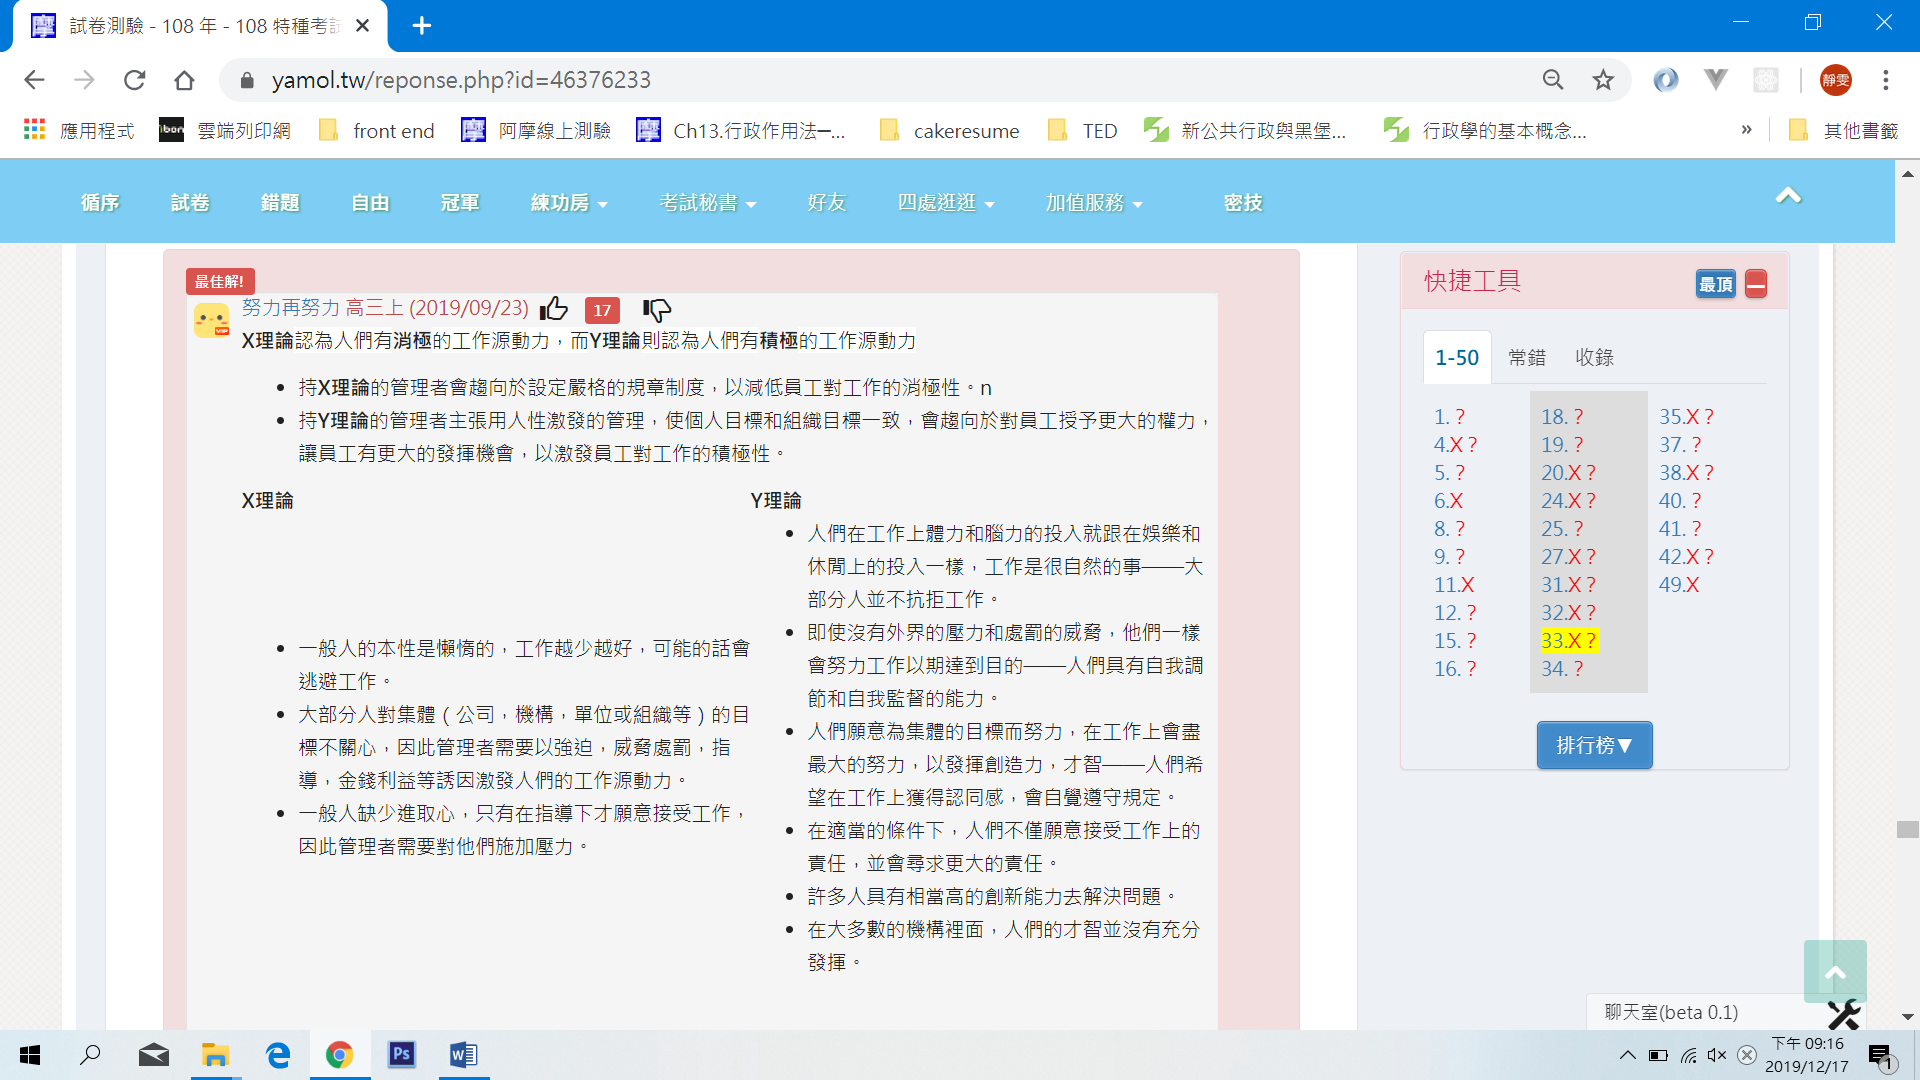 摩 試卷測驗 - 108 年 - 108 特種考試
yamol.tw/reponse.php?id=46376233
靜雯
應用程式 ibon 雲端列印網 front end 摩 阿摩線上測驗 摩 Ch13.行政作用法─... cakeresume TED 新公共行政與黑堡... 行政學的基本概念... » 其他書籤
循序 試卷 錯題 自由 冠軍 練功房 考試秘書 好友 四處逛逛 加值服務 密技
最佳解!
努力再努力 高三上 (2019/09/23) 17
VIP
X理論認為人們有消極的工作源動力，而Y理論則認為人們有積極的工作源動力
• 持X理論的管理者會趨向於設定嚴格的規章制度，以減低員工對工作的消極性。n
• 持Y理論的管理者主張用人性激發的管理，使個人目標和組織目標一致，會趨向於對員工授予更大的權力，
讓員工有更大的發揮機會，以激發員工對工作的積極性。
X理論
• 一般人的本性是懶惰的，工作越少越好，可能的話會
逃避工作。
• 大部分人對集體（公司，機構，單位或組織等）的目
標不關心，因此管理者需要以強迫，威脅處罰，指
導，金錢利益等誘因激發人們的工作源動力。
• 一般人缺少進取心，只有在指導下才願意接受工作，
因此管理者需要對他們施加壓力。
Y理論
• 人們在工作上體力和腦力的投入就跟在娛樂和
休閒上的投入一樣，工作是很自然的事——大
部分人並不抗拒工作。
• 即使沒有外界的壓力和處罰的威脅，他們一樣
會努力工作以期達到目的——人們具有自我調
節和自我監督的能力。
• 人們願意為集體的目標而努力，在工作上會盡
最大的努力，以發揮創造力，才智——人們希
望在工作上獲得認同感，會自覺遵守規定。
• 在適當的條件下，人們不僅願意接受工作上的
責任，並會尋求更大的責任。
• 許多人具有相當高的創新能力去解決問題。
• 在大多數的機構裡面，人們的才智並沒有充分
發揮。
快捷工具 最頂
1-50 常錯 收錄
1. ?
4.X ?
5. ?
6.X
8. ?
9. ?
11.X
12. ?
15. ?
16. ?
18. ?
19. ?
20.X ?
24.X ?
25. ?
27.X ?
31.X ?
32.X ?
33.X ?
34. ?
35.X ?
37. ?
38.X ?
40. ?
41. ?
42.X ?
49.X
排行榜▼
聊天室(beta 0.1)
Ps
下午 09:16
2019/12/17
1